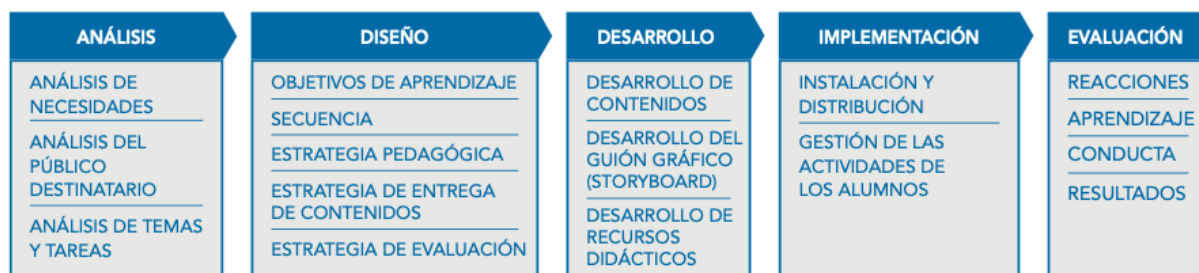 ANÁLISIS
ANÁLISIS DE
NECESIDADES
ANÁLISIS DEL
PÚBLICO
DESTINATARIO
ANÁLISIS DE TEMAS
Y TAREAS
DISEÑO
OBJETIVOS DE APRENDIZAJE
SECUENCIA
ESTRATEGIA PEDAGÓGICA
ESTRATEGIA DE ENTREGA
DE CONTENIDOS
ESTRATEGIA DE EVALUACIÓN
DESARROLLO
DESARROLLO DE
CONTENIDOS
DESARROLLO DEL
GUIÓN GRÁFICO
(STORYBOARD)
DESARROLLO DE
RECURSOS
DIDÁCTICOS
IMPLEMENTACIÓN
INSTALACIÓN Y
DISTRIBUCIÓN
GESTIÓN DE LAS
ACTIVIDADES DE
LOS ALUMNOS
EVALUACIÓN
REACCIONES
APRENDIZAJE
CONDUCTA
RESULTADOS